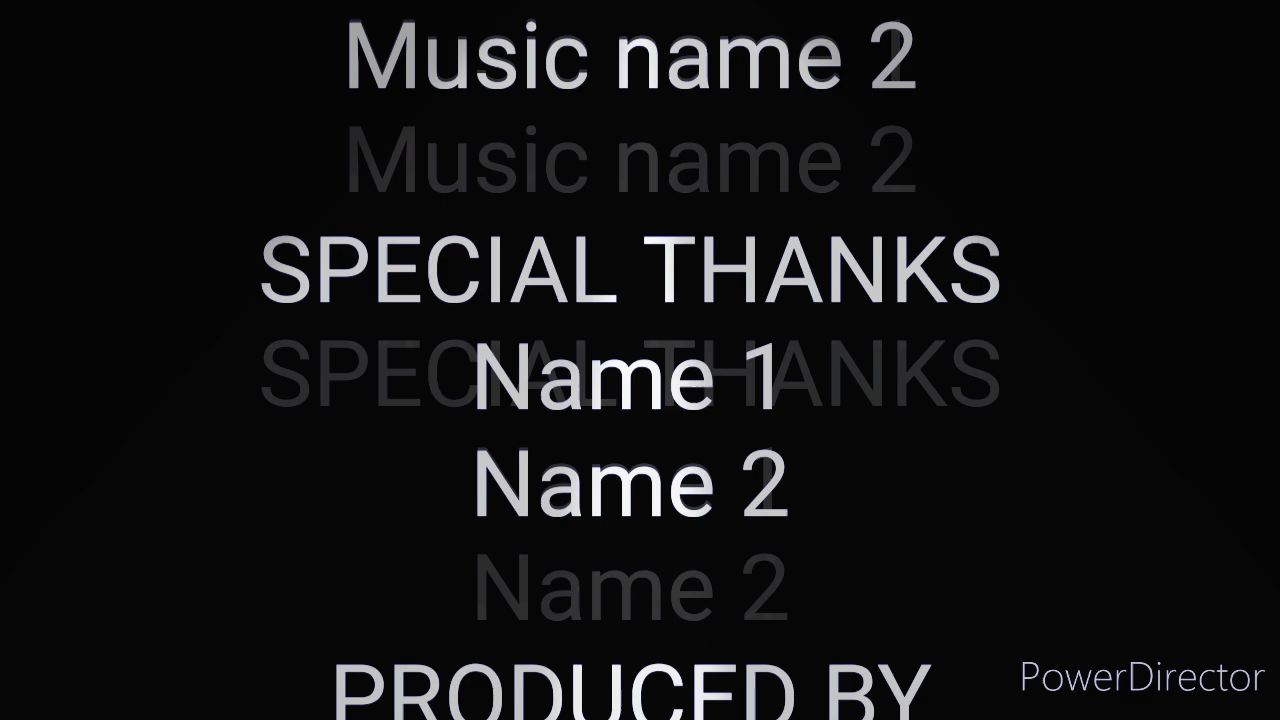 Music name 2
Music name 2
SPECIAL THANKS
SPECIAL THANKS
Name 1
Name 2
Name 2
PRODUCED BY
PowerDirector